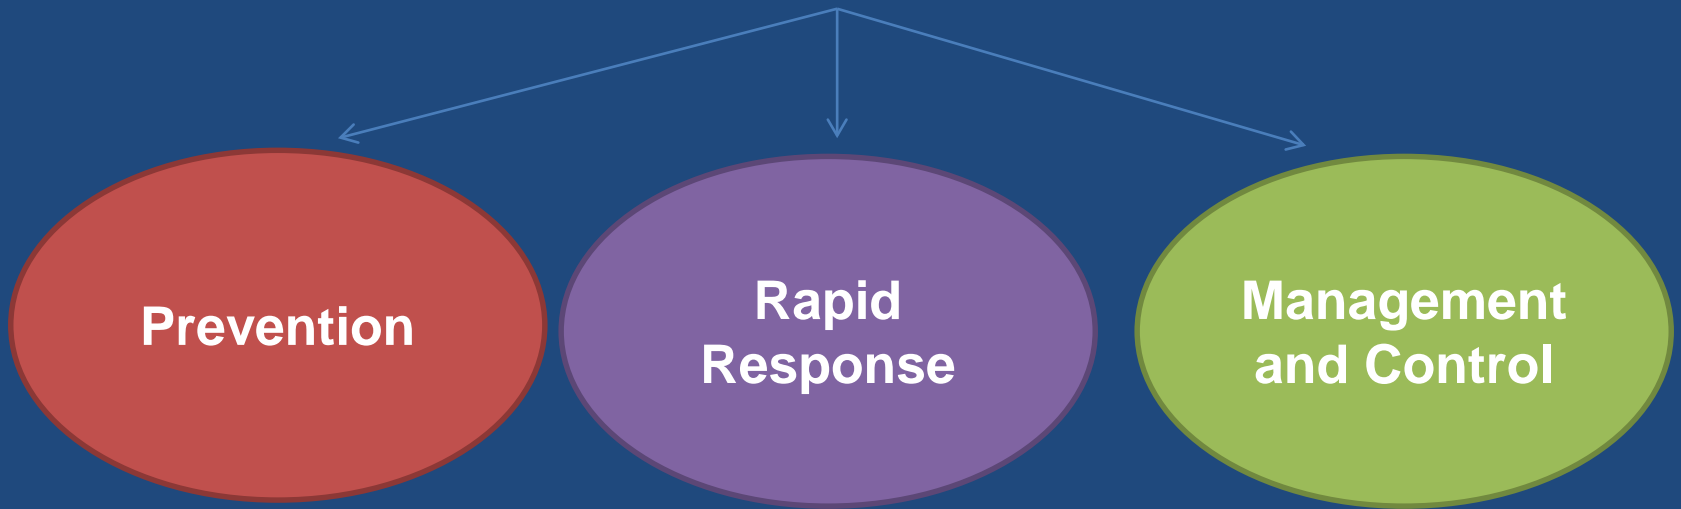 Prevention
Rapid
Response
Management
and Control